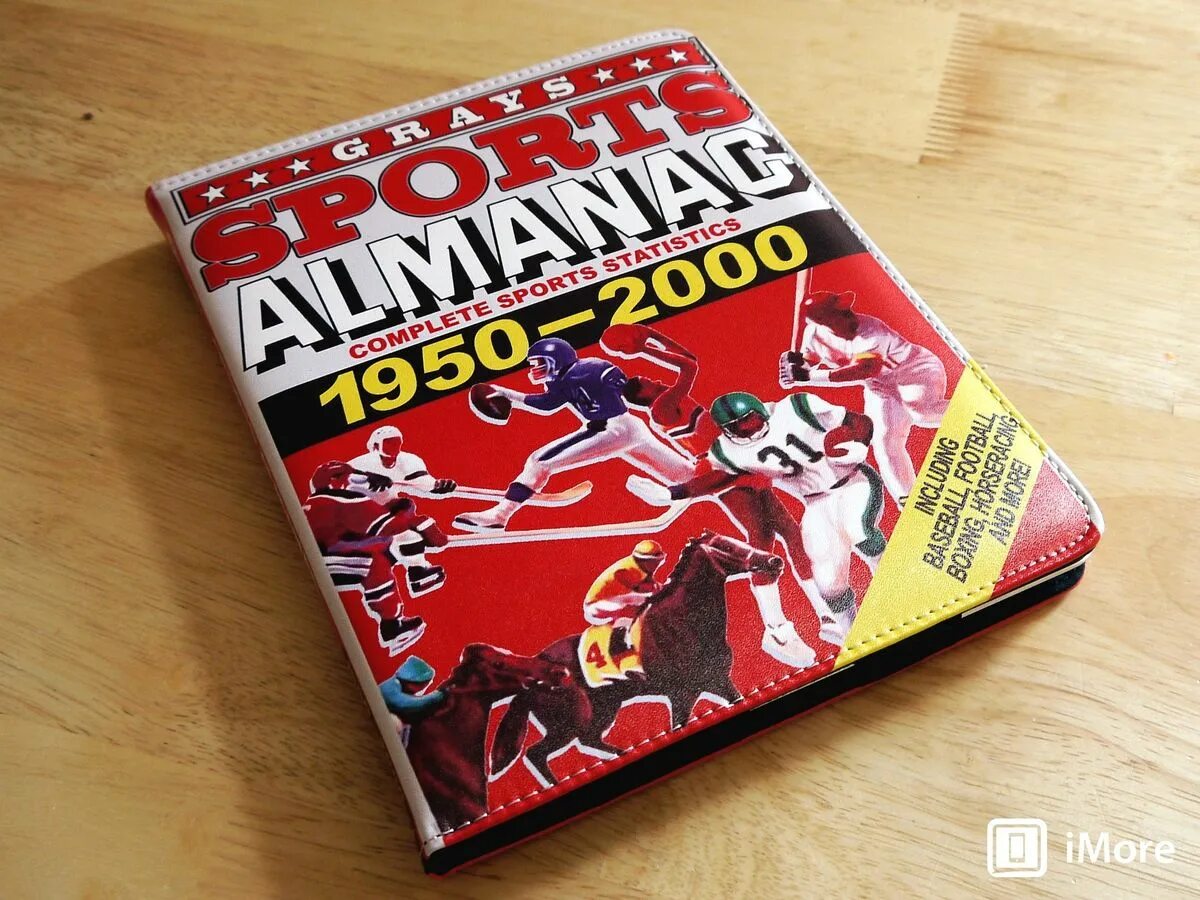 ★★★ GRAYS ★★★
SPORTS
ALMANAC
COMPLETE SPORTS STATISTICS
1950-2000
31
4
INCLUDING
BASEBALL, FOOTBALL,
BOXING, HORSERACING,
AND MORE!
iMore